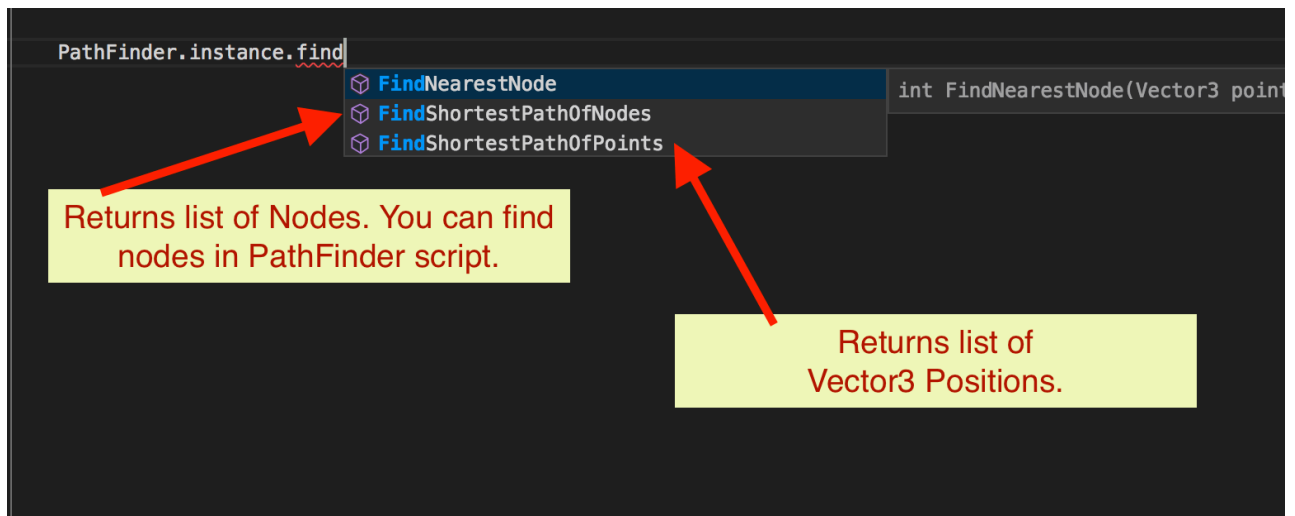 PathFinder.instance.find
FindNearestNode
int FindNearestNode(Vector3 point
FindShortestPathOfNodes
FindShortestPathOfPoints
Returns list of Nodes. You can find
nodes in PathFinder script.
Returns list of
Vector3 Positions.